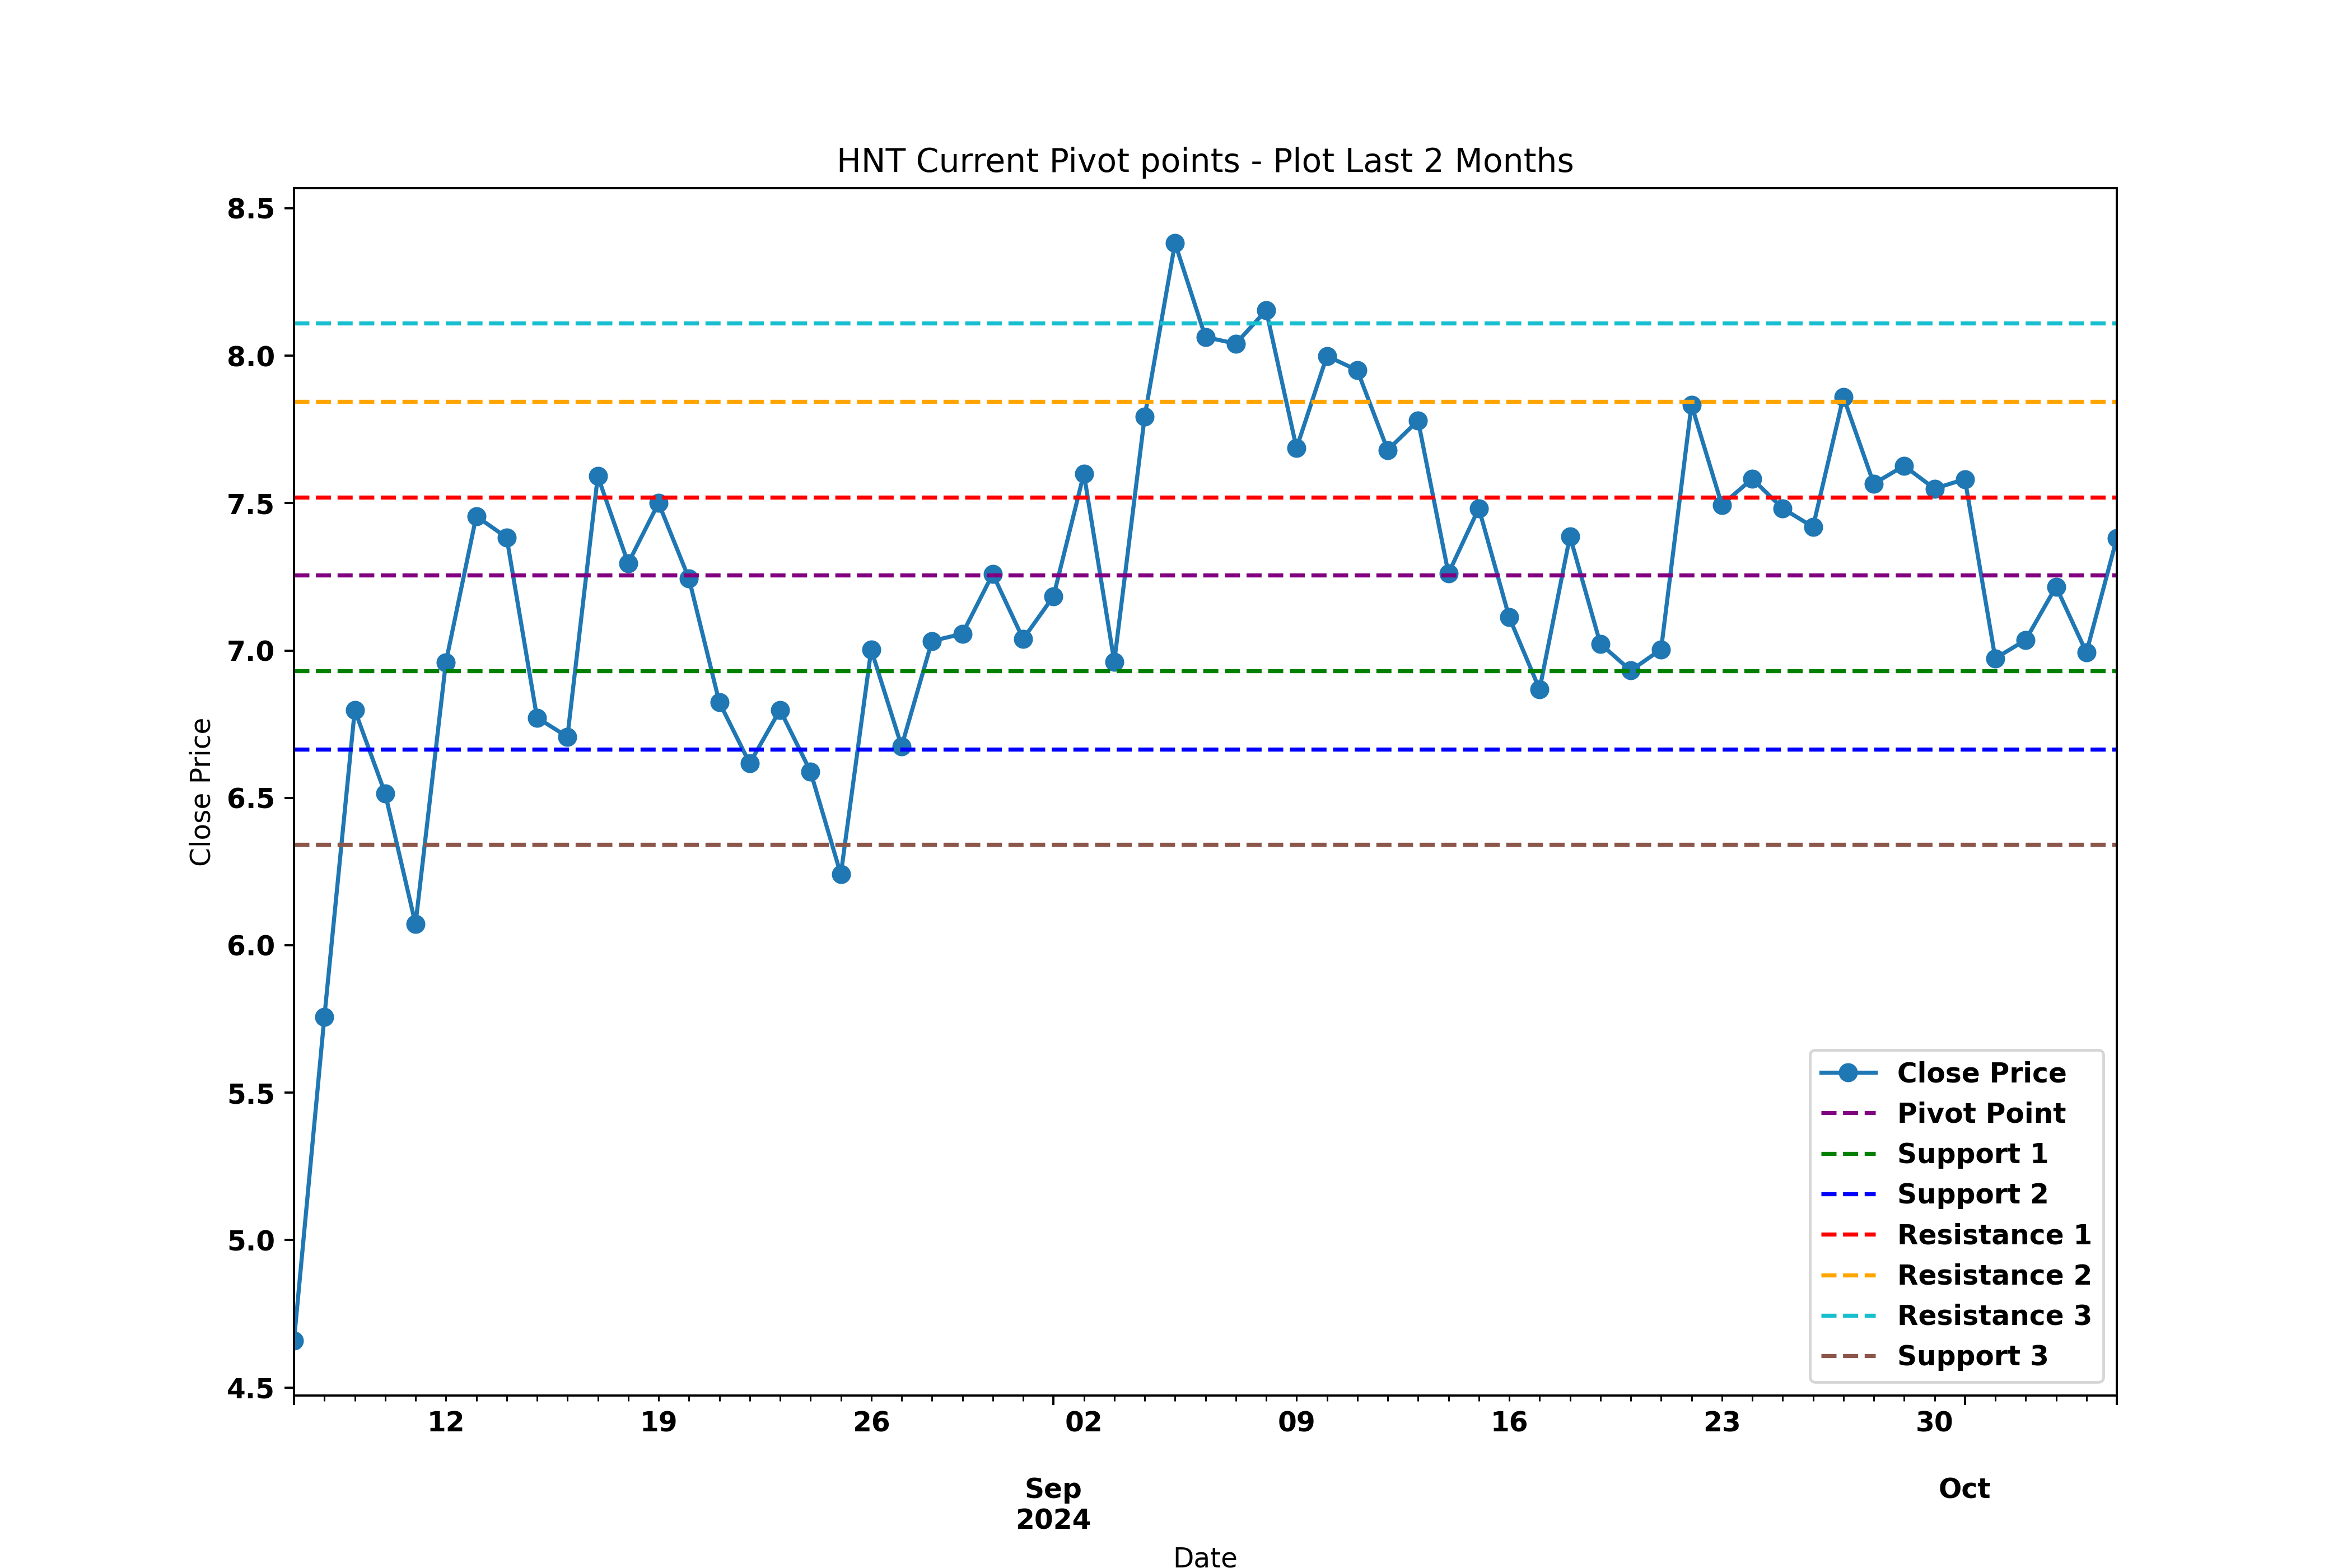 HNT Current Pivot points - Plot Last 2 Months
8.5
8.0
7.5
7.0
6.5
6.0
5.5
5.0
4.5
Close Price
Close Price
Pivot Point
Support 1
Support 2
Resistance 1
Resistance 2
Resistance 3
Support 3
12 19 26 02 09 16 23 30
Sep Oct
2024
Date